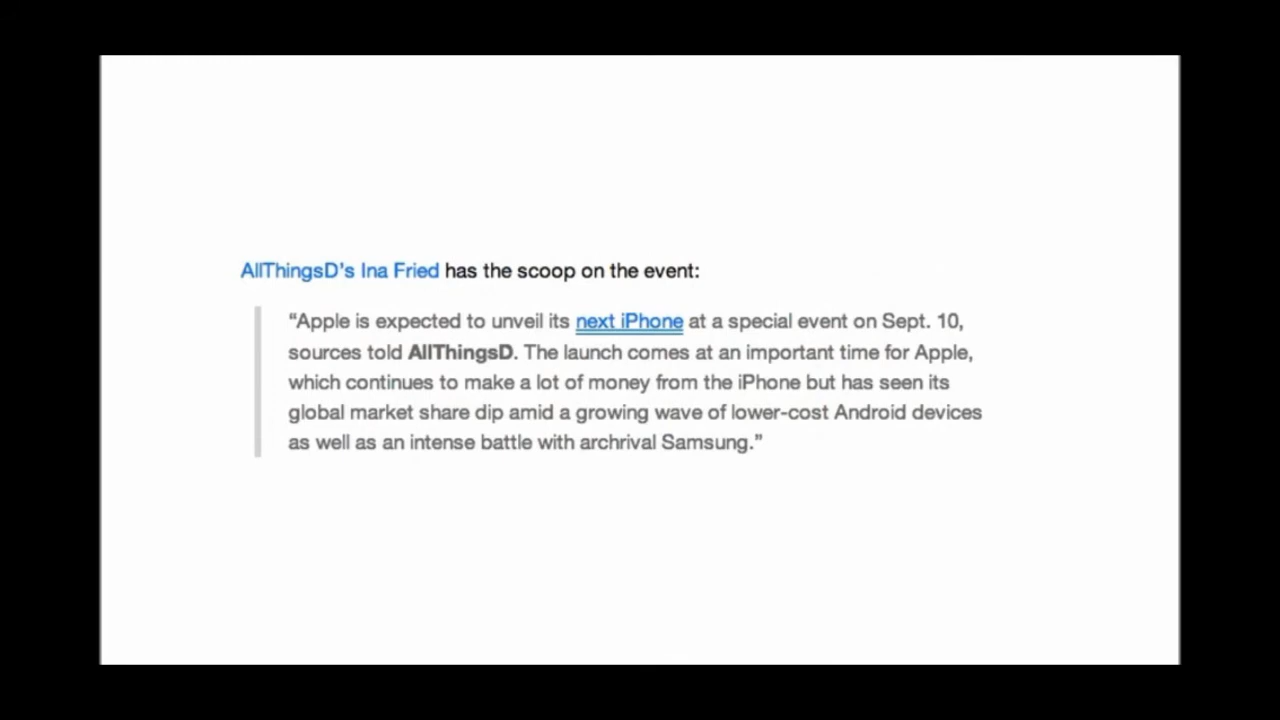 AllThingsD's Ina Fried has the scoop on the event:
“Apple is expected to unveil its next iPhone at a special event on Sept. 10,
sources told AllThingsD. The launch comes at an important time for Apple,
which continues to make a lot of money from the iPhone but has seen its
global market share dip amid a growing wave of lower-cost Android devices
as well as an intense battle with archrival Samsung.”